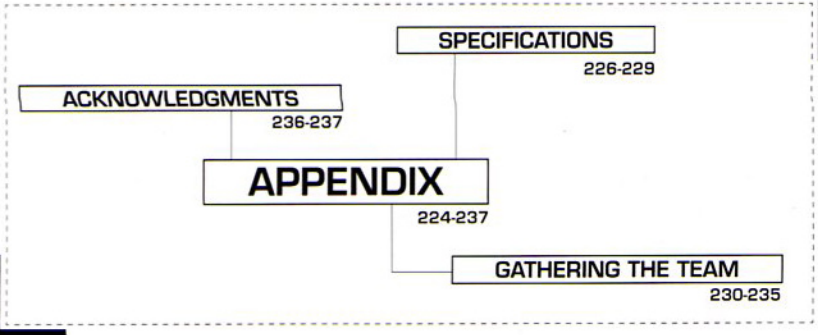 SPECIFICATIONS
226-229
ACKNOWLEDGMENTS
236-237
APPENDIX
224-237
GATHERING THE TEAM
230-235